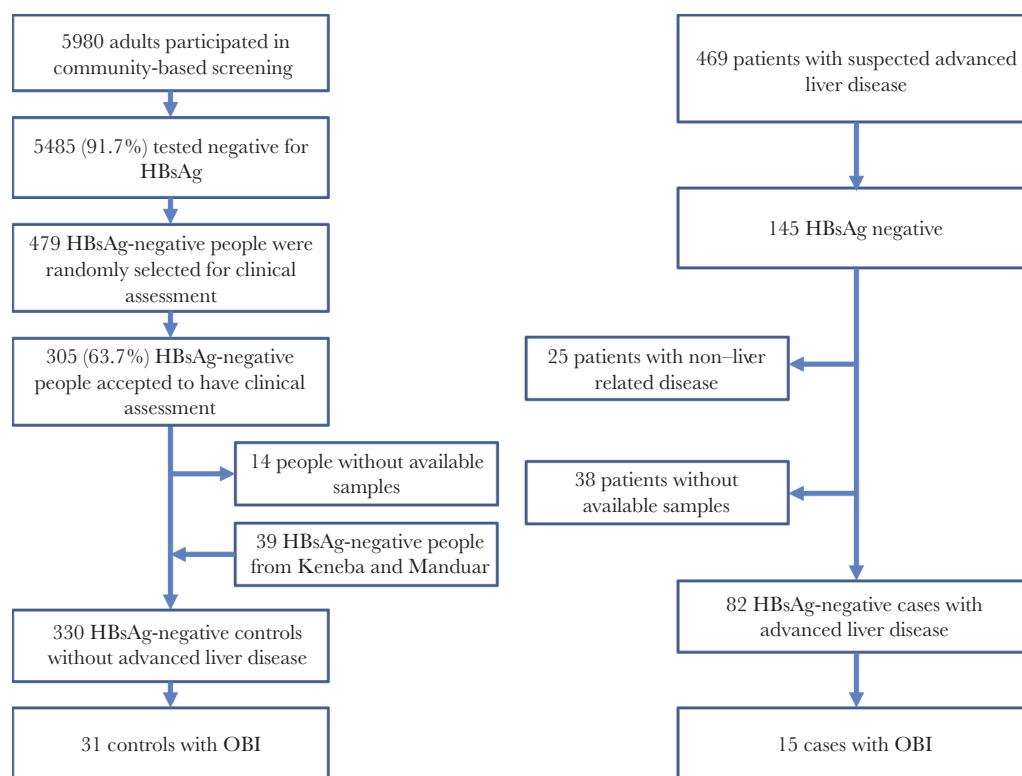 5980 adults participated in
community-based screening
5485 (91.7%) tested negative for
HBsAg
479 HBsAg-negative people were
randomly selected for clinical
assessment
305 (63.7%) HBsAg-negative
people accepted to have clinical
assessment
14 people without available
samples
39 HBsAg-negative people
from Keneba and Manduar
330 HBsAg-negative controls
without advanced liver disease
31 controls with OBI
469 patients with suspected advanced
liver disease
145 HBsAg negative
25 patients with non–liver
related disease
38 patients without
available samples
82 HBsAg-negative cases with
advanced liver disease
15 cases with OBI